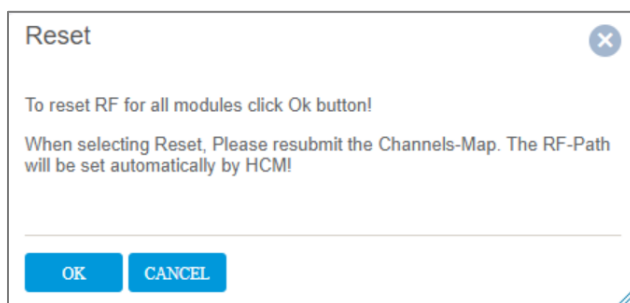 Reset
To reset RF for all modules click Ok button!
When selecting Reset, Please resubmit the Channels-Map. The RF-Path
will be set automatically by HCM!
OK
CANCEL